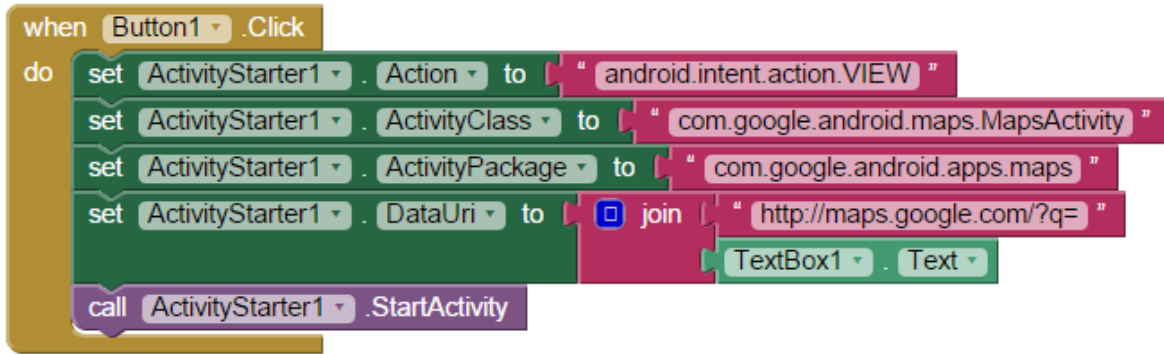 when Button1 .Click
do set ActivityStarter1 . Action to " android.intent.action.VIEW "
set ActivityStarter1 . ActivityClass to " com.google.android.maps.MapsActivity "
set ActivityStarter1 . ActivityPackage to " com.google.android.apps.maps "
set ActivityStarter1 . DataUri to join " http://maps.google.com/?q= "
TextBox1 . Text
call ActivityStarter1 .StartActivity